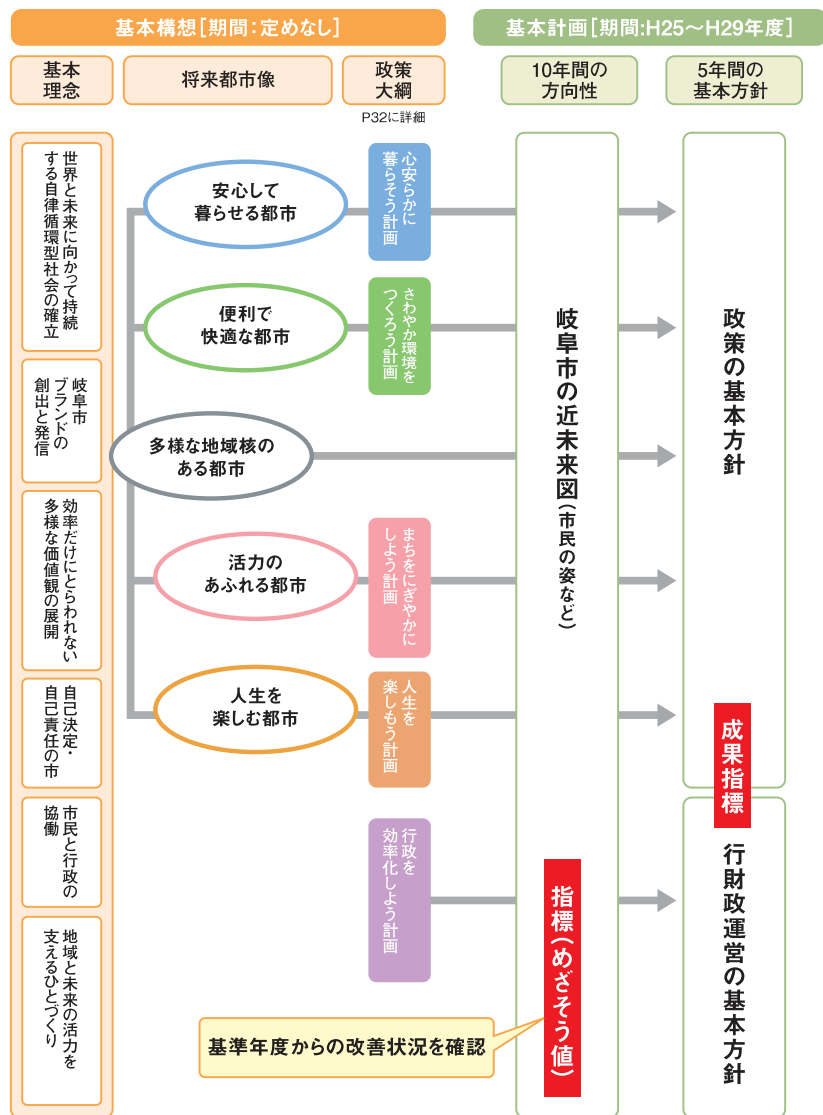 基本構想[期間：定めなし]
基本計画[期間:H25〜H29年度]
基本
理念
将来都市像
政策
大綱
P32に詳細
10年間の
方向性
5年間の
基本方針
世界と未来に向かって持続
する自律循環型社会の確立
岐阜市
ブランドの
創出と発信
効率だけにとらわれない
多様な価値観の展開
自己決定・
自己責任の市
市民と行政の
協働
地域と未来の活力を
支えるひとづくり
安心して
暮らせる都市
便利で
快適な都市
多様な地域核の
ある都市
活力の
あふれる都市
人生を
楽しむ都市
心安らかに
暮らそう計画
さわやか環境を
つくろう計画
まちをにぎやかに
しよう計画
人生を
楽しもう計画
行政を
効率化しよう計画
岐阜市の近未来図(市民の姿など)
指標(めざそう値)
基準年度からの改善状況を確認
政策の基本方針
成果指標
行財政運営の基本方針